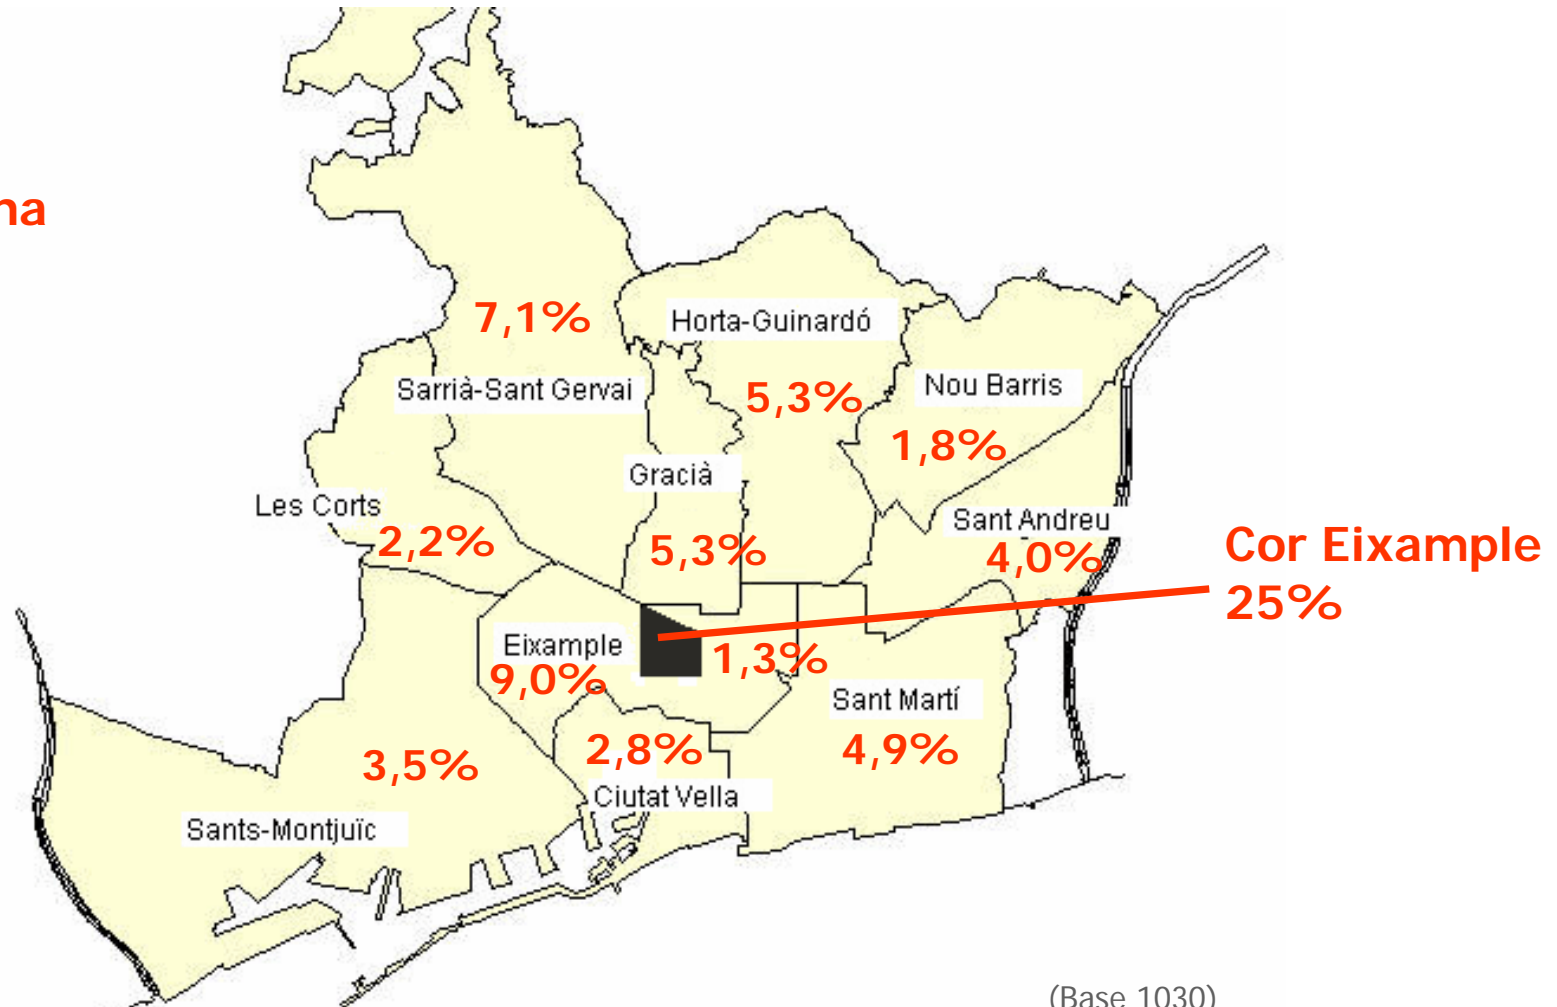 na
7,1%
Horta-Guinardó
Sarrià-Sant Gervai
5,3%
Nou Barris
1,8%
Gracià
Les Corts
2,2%
5,3%
Sant Andreu
4,0%
Cor Eixample
25%
Eixample
9,0%
1,3%
Sant Martí
4,9%
2,8%
3,5%
Ciutat Vella
Sants-Montjuïc
(Base 1030)